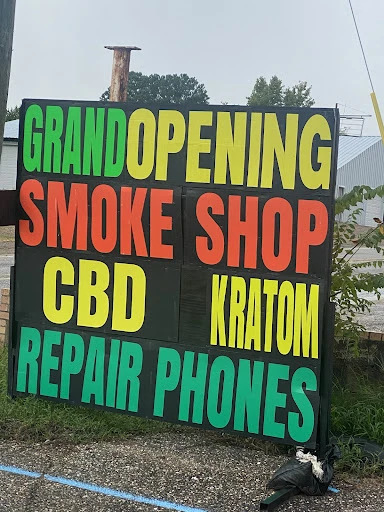 GRAND OPENING
SMOKE SHOP
CBD KRATOM
REPAIR PHONES